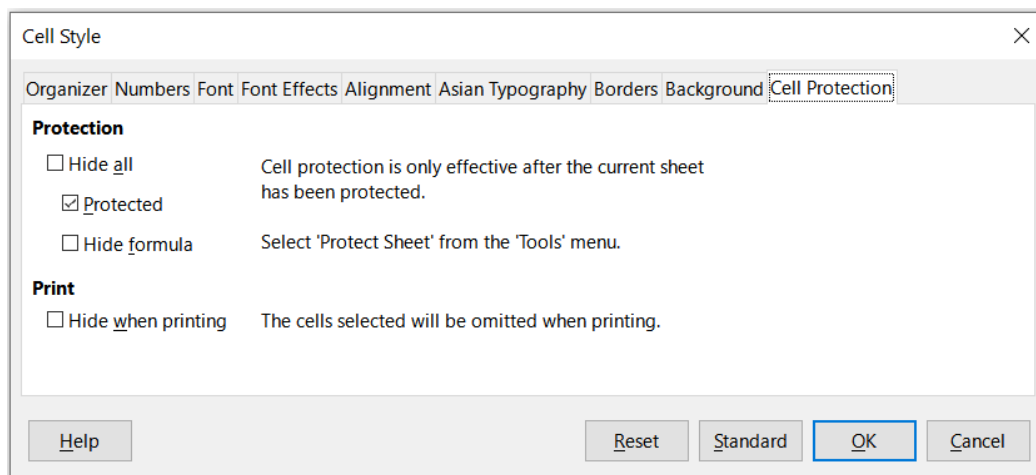 Cell Style
Organizer Numbers Font Font Effects Alignment Asian Typography Borders Background Cell Protection
Protection
Hide all
Cell protection is only effective after the current sheet
has been protected.
Protected
Hide formula
Select 'Protect Sheet' from the 'Tools' menu.
Print
Hide when printing
The cells selected will be omitted when printing.
Help Reset Standard OK Cancel